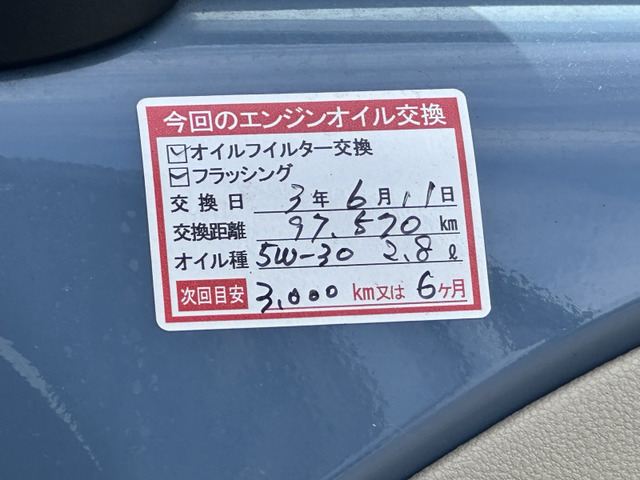 今回のエンジンオイル交換
オイルフィルター交換
フラッシング
交換日 3年6月11日
交換距離 97.570 km
オイル種 5W-30 2.8ℓ
次回目安 3,000 km又は 6ヶ月